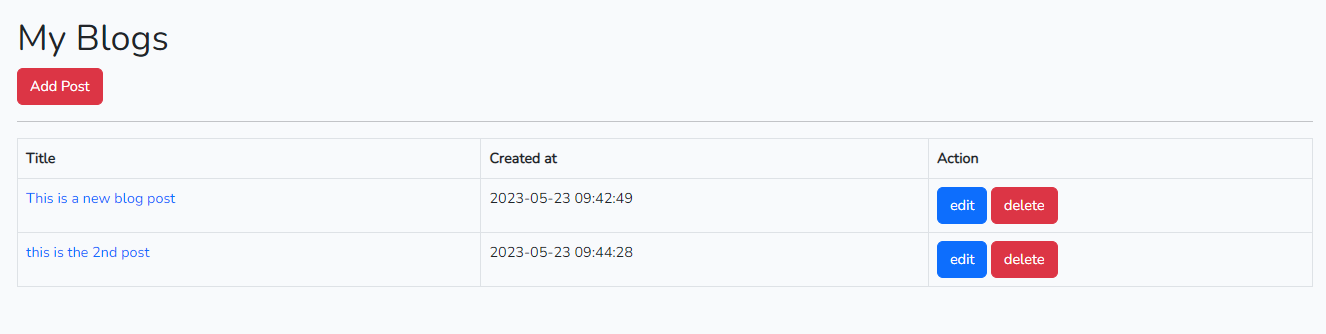 My Blogs
Add Post
Title Created at Action
This is a new blog post 2023-05-23 09:42:49 edit delete
this is the 2nd post 2023-05-23 09:44:28 edit delete